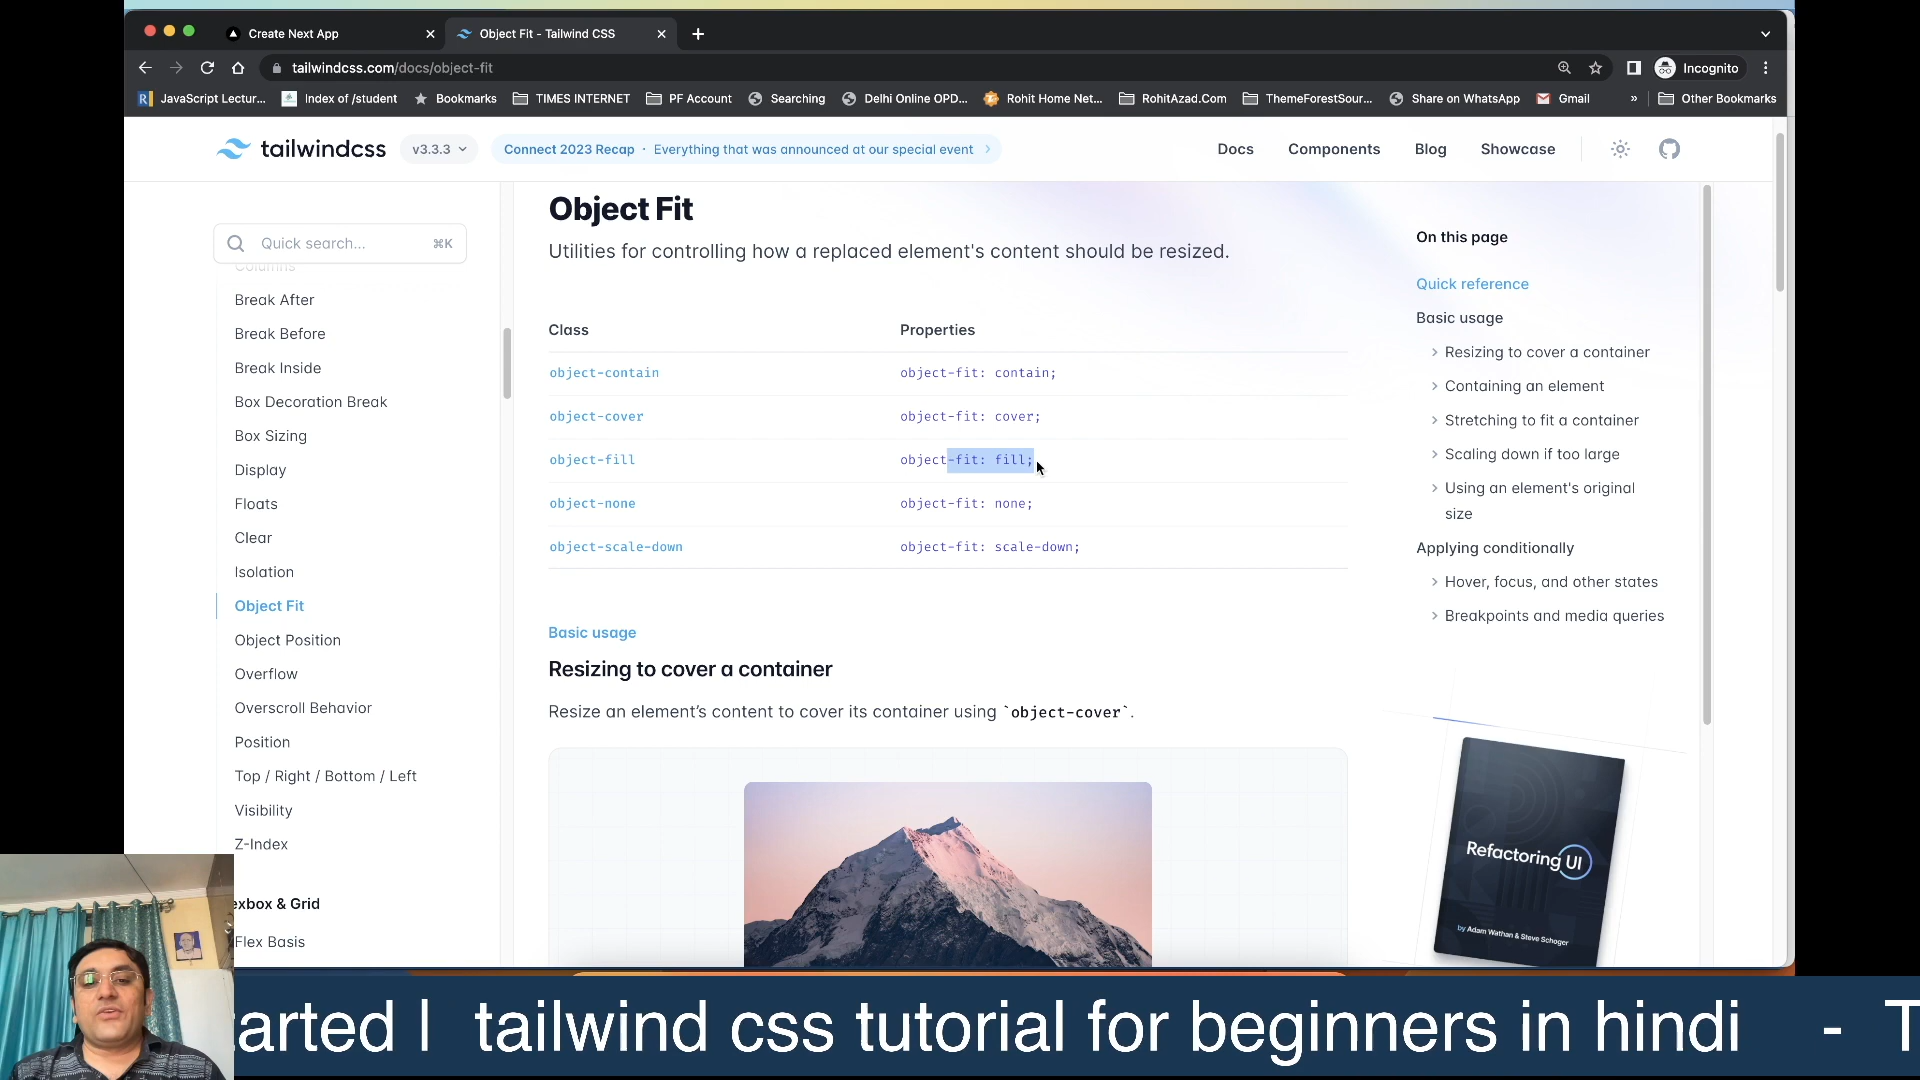 Create Next App
Object Fit - Tailwind CSS
tailwindcss.com/docs/object-fit
Incognito
JavaScript Lectur...
Index of /student
Bookmarks
TIMES INTERNET
PF Account
Searching
Delhi Online OPD...
Rohit Home Net...
RohitAzad.Com
ThemeForestSour...
Share on WhatsApp
Gmail
»
Other Bookmarks
tailwindcss
v3.3.3
Connect 2023 Recap · Everything that was announced at our special event
Docs
Components
Blog
Showcase
Quick search...
⌘K
Columns
Break After
Break Before
Break Inside
Box Decoration Break
Box Sizing
Display
Floats
Clear
Isolation
Object Fit
Object Position
Overflow
Overscroll Behavior
Position
Top / Right / Bottom / Left
Visibility
Z-Index
exbox & Grid
Flex Basis
Object Fit
Utilities for controlling how a replaced element's content should be resized.
Class Properties
object-contain object-fit: contain;
object-cover object-fit: cover;
object-fill object-fit: fill;
object-none object-fit: none;
object-scale-down object-fit: scale-down;
Basic usage
Resizing to cover a container
Resize an element's content to cover its container using `object-cover`.
On this page
Quick reference
Basic usage
Resizing to cover a container
Containing an element
Stretching to fit a container
Scaling down if too large
Using an element's original
size
Applying conditionally
Hover, focus, and other states
Breakpoints and media queries
Refactoring UI
by Adam Wathan & Steve Schoger
tarted | tailwind css tutorial for beginners in hindi - T